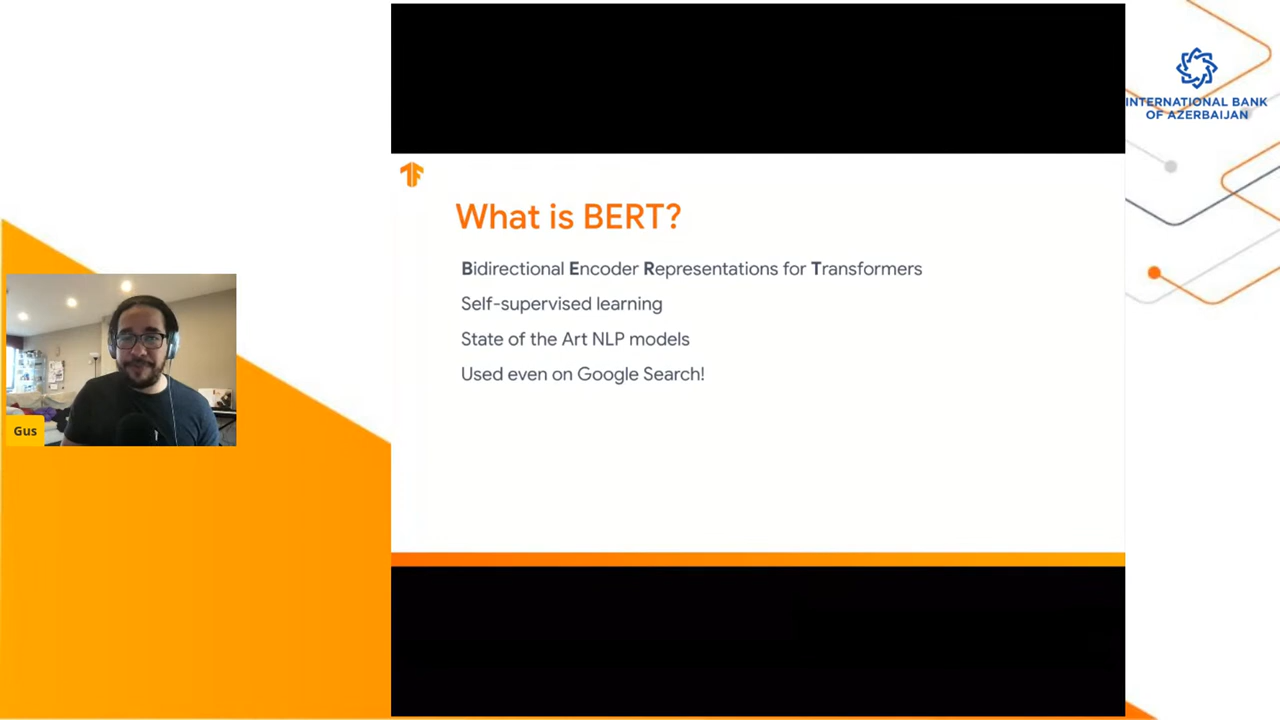 INTERNATIONAL BANK
OF AZERBAIJAN
What is BERT?
Bidirectional Encoder Representations for Transformers
Self-supervised learning
State of the Art NLP models
Used even on Google Search!
Gus